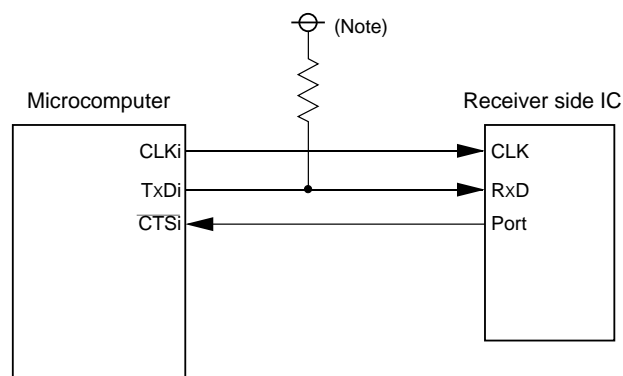 (Note)
Microcomputer
Receiver side IC
CLKi
CLK
TxDi
RxD
CTSi
Port